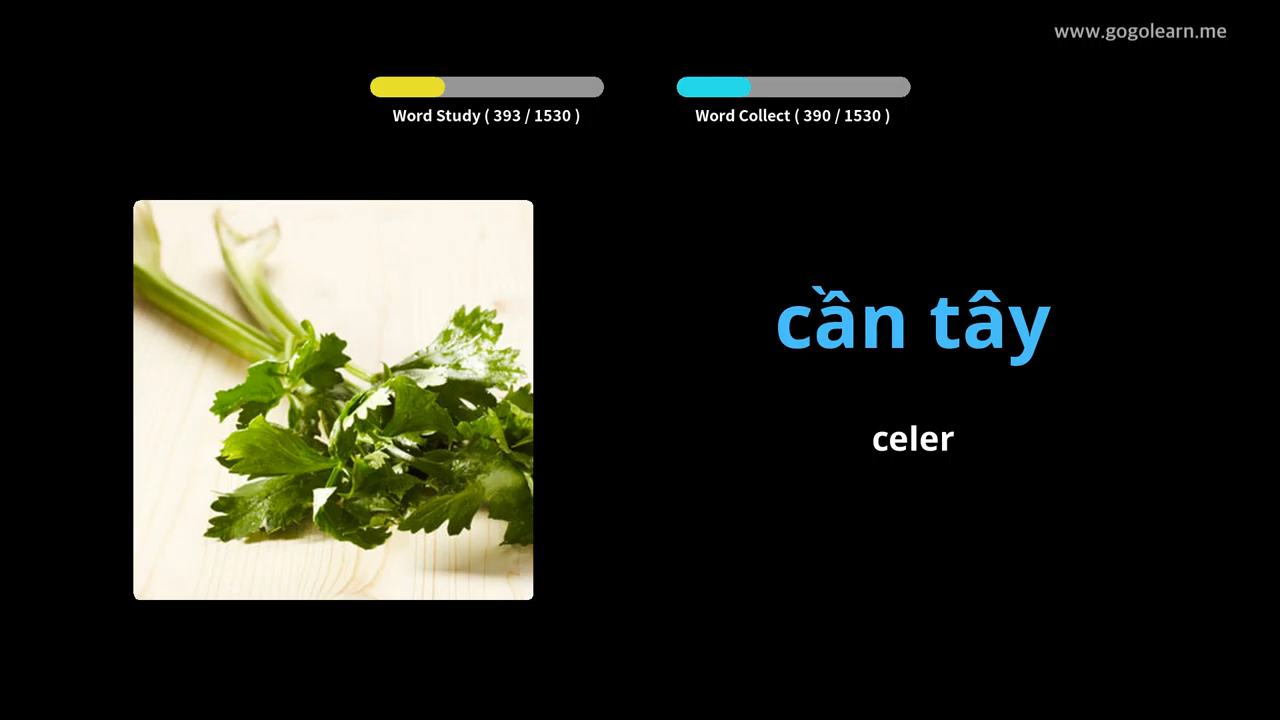 www.gogolearn.me
Word Study ( 393 / 1530 )
Word Collect ( 390 / 1530 )
cần tây
celer